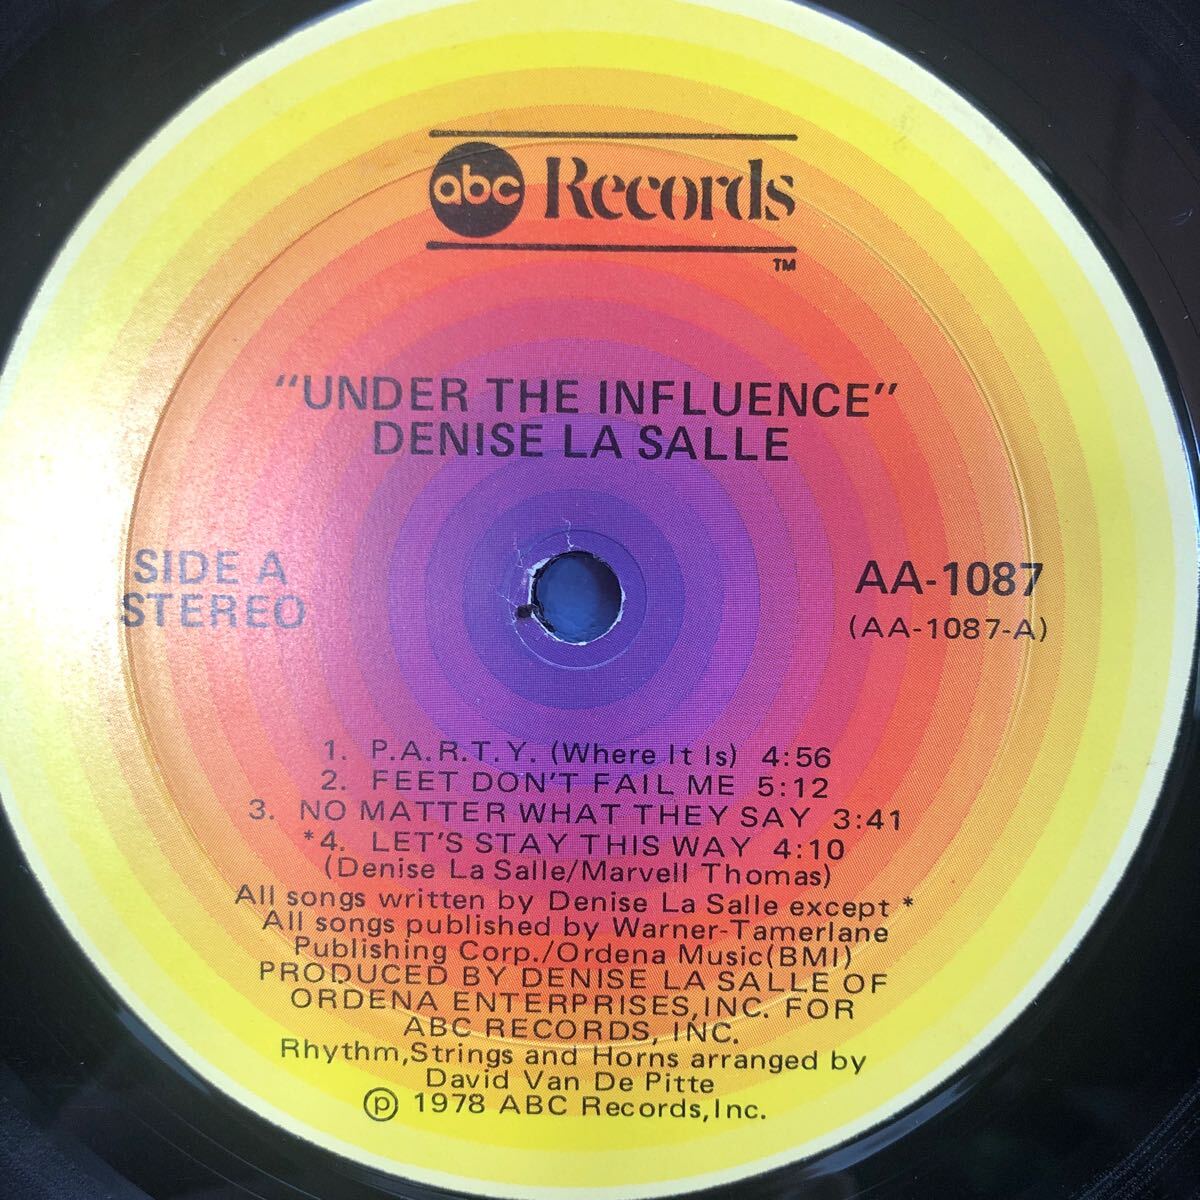 abc Records
TM
"UNDER THE INFLUENCE"
DENISE LA SALLE
SIDE A
STEREO
AA-1087
(AA-1087-A)
1. P.A.R.T.Y. (Where It Is) 4:56
2. FEET DON'T FAIL ME 5:12
3. NO MATTER WHAT THEY SAY 3:41
*4. LET'S STAY THIS WAY 4:10
(Denise La Salle/Marvell Thomas)
All songs written by Denise La Salle except *
All songs published by Warner-Tamerlane
Publishing Corp./Ordena Music(BMI)
PRODUCED BY DENISE LA SALLE OF
ORDENA ENTERPRISES, INC. FOR
ABC RECORDS, INC.
Rhythm,Strings and Horns arranged by
David Van De Pitte
℗ 1978 ABC Records,Inc.